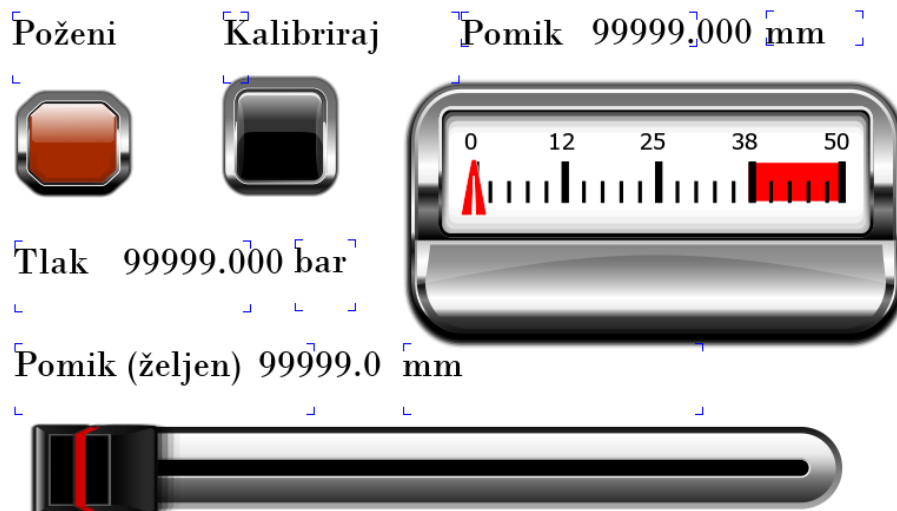 Poženi Kalibriraj Pomik 99999.000 mm
0 12 25 38 50
Tlak 99999.000 bar
Pomik (željen) 99999.0 mm